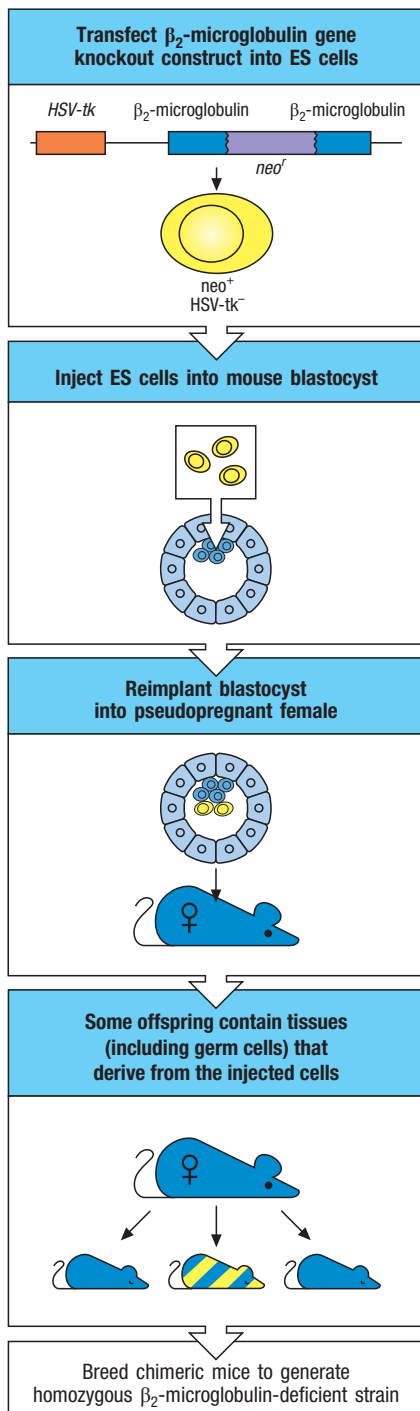 Transfect β₂-microglobulin gene
knockout construct into ES cells
HSV-tk β₂-microglobulin β₂-microglobulin
neoʳ
neo⁺
HSV-tk⁻
Inject ES cells into mouse blastocyst
Reimplant blastocyst
into pseudopregnant female
♀
Some offspring contain tissues
(including germ cells) that
derive from the injected cells
♀
Breed chimeric mice to generate
homozygous β₂-microglobulin-deficient strain